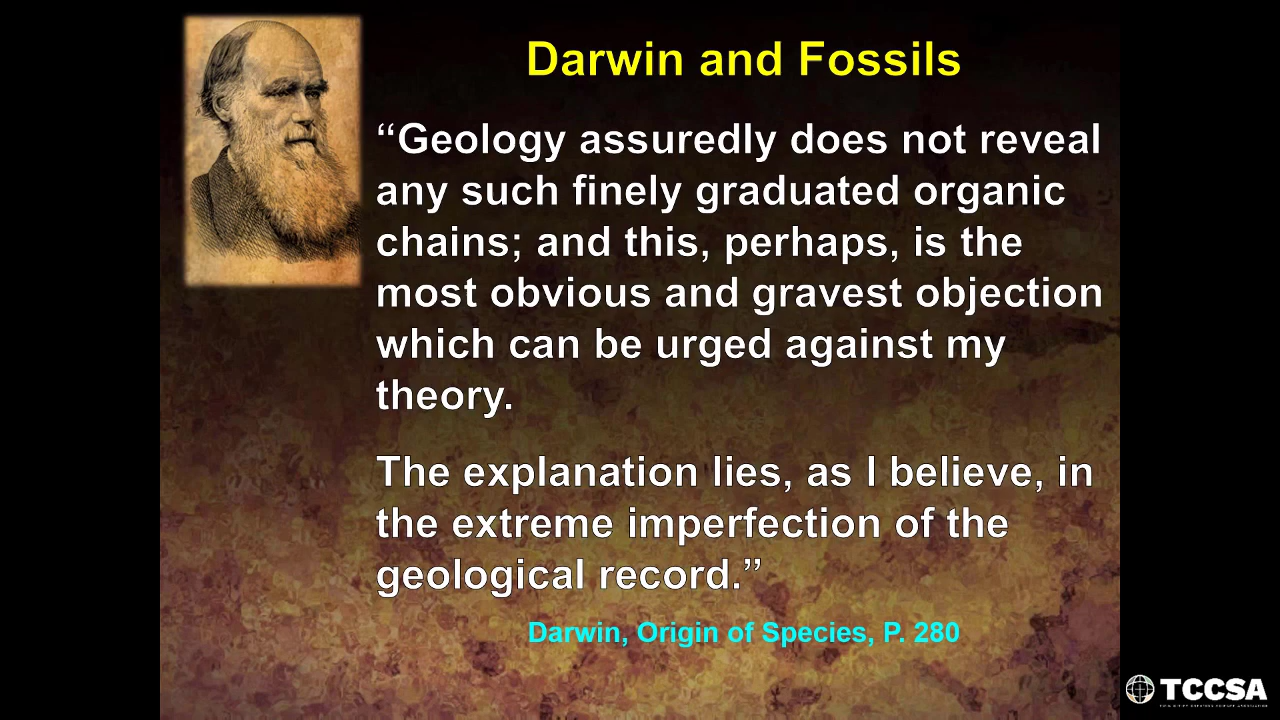 Darwin and Fossils
“Geology assuredly does not reveal
any such finely graduated organic
chains; and this, perhaps, is the
most obvious and gravest objection
which can be urged against my
theory.
The explanation lies, as I believe, in
the extreme imperfection of the
geological record.”
Darwin, Origin of Species, P. 280
TCCSA